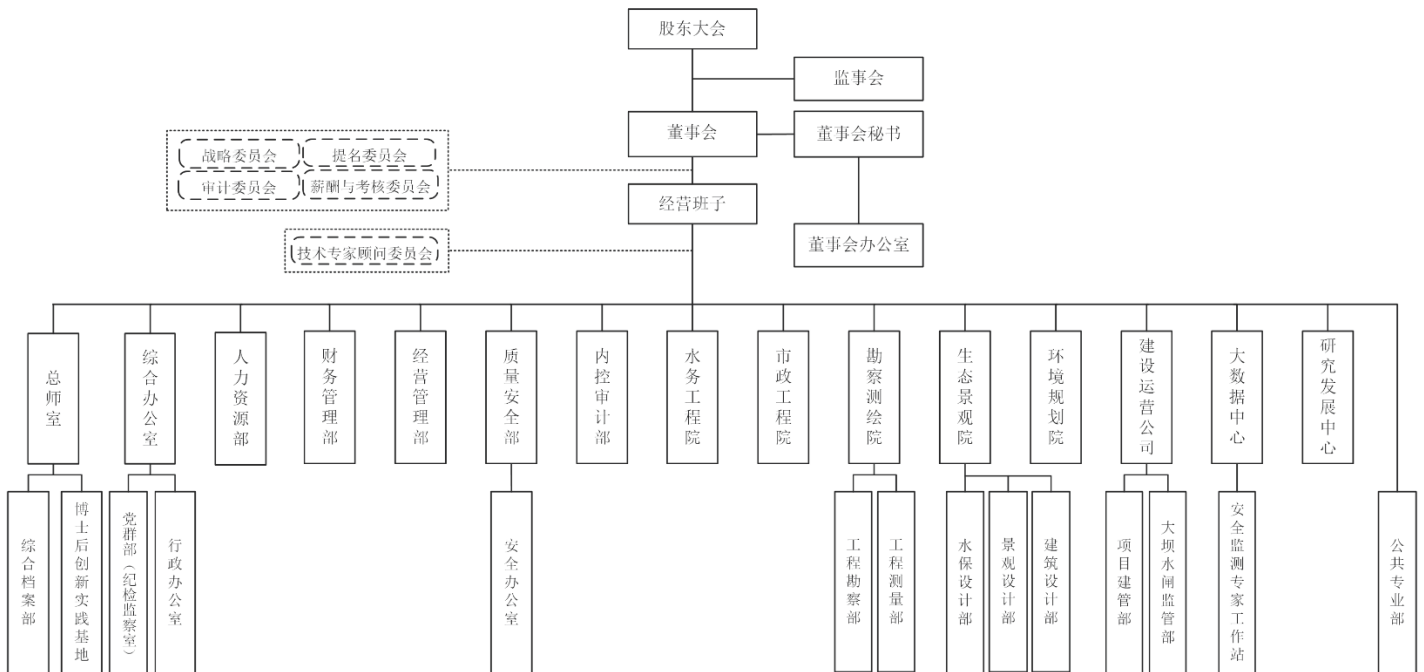 股东大会
监事会
董事会
董事会秘书
战略委员会
提名委员会
审计委员会
薪酬与考核委员会
经营班子
董事会办公室
技术专家顾问委员会
总师室
综合办公室
人力资源部
财务管理部
经营管理部
质量安全部
内控审计部
水务工程院
市政工程院
勘察测绘院
生态景观院
环境规划院
建设运营公司
大数据中心
研究发展中心
综合档案部
博士后创新实践基地
党群部（纪检监察室）
行政办公室
安全办公室
工程勘察部
工程测量部
水保设计部
景观设计部
建筑设计部
项目建管部
大坝水闸监管部
安全监测专家工作站
公共专业部